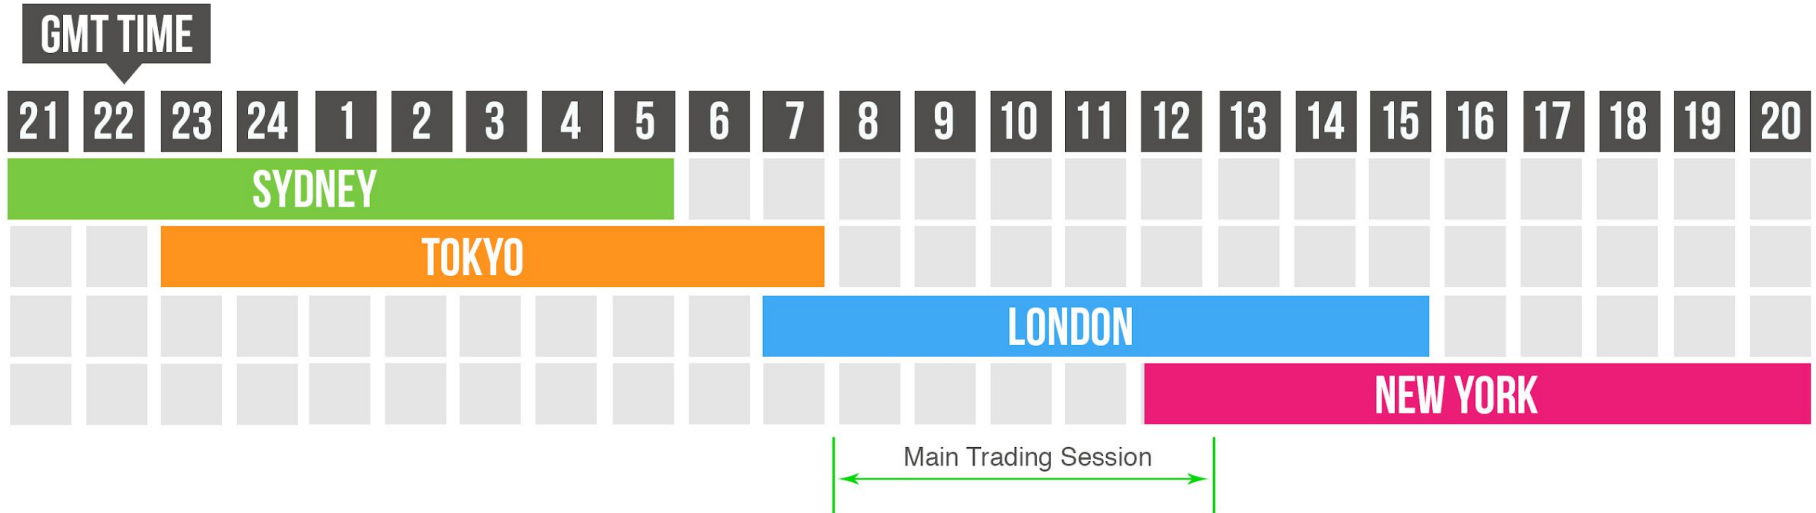 GMT TIME
21 22 23 24 1 2 3 4 5 6 7 8 9 10 11 12 13 14 15 16 17 18 19 20
SYDNEY
TOKYO
LONDON
NEW YORK
Main Trading Session